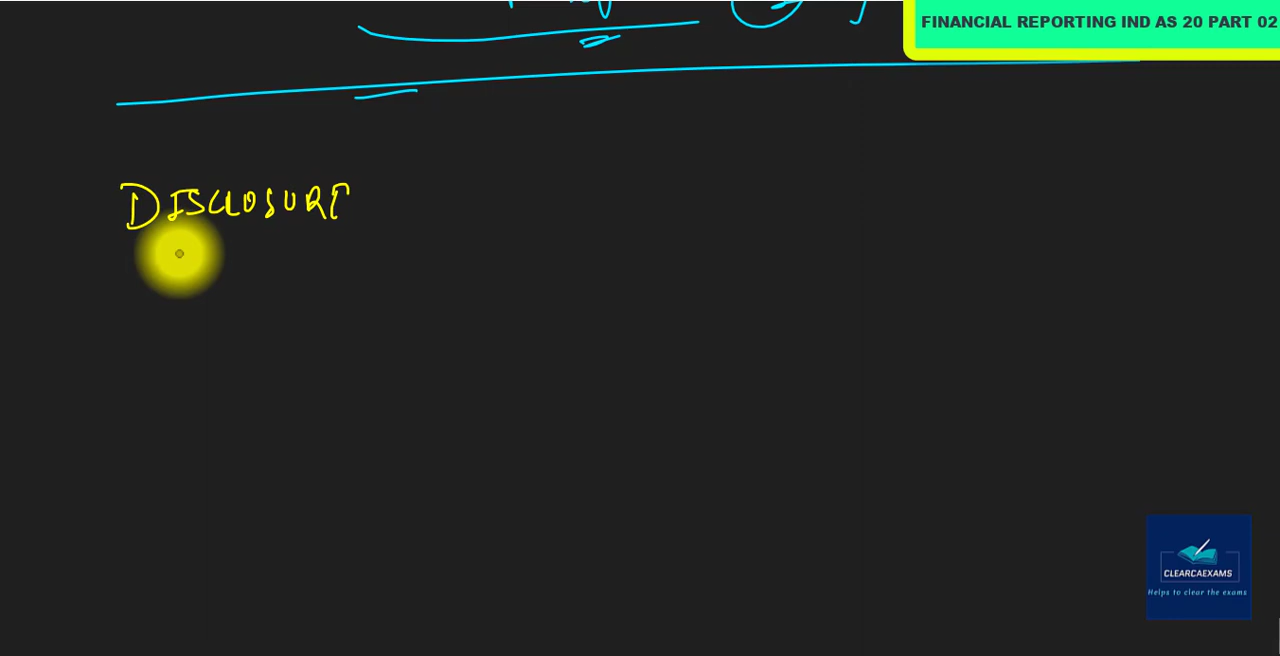 FINANCIAL REPORTING IND AS 20 PART 02
DISCLOSURE
CLEARCAEXAMS
Helps to clear the exams